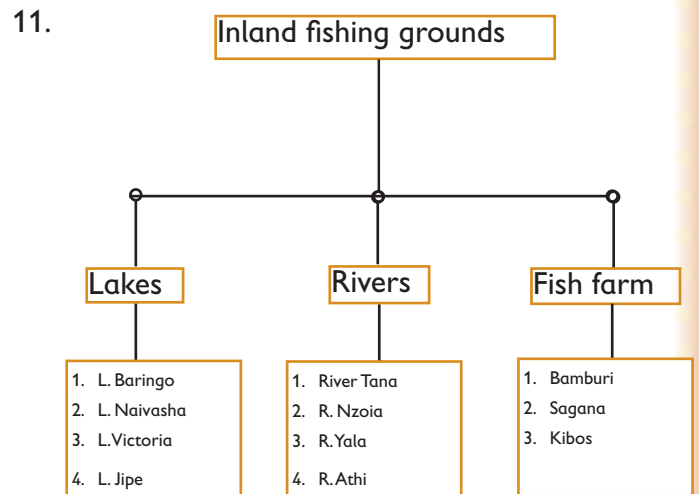 11.
Inland fishing grounds
Lakes
Rivers
Fish farm
1. L. Baringo
2. L. Naivasha
3. L.Victoria
4. L. Jipe
1. River Tana
2. R. Nzoia
3. R.Yala
4. R. Athi
1. Bamburi
2. Sagana
3. Kibos